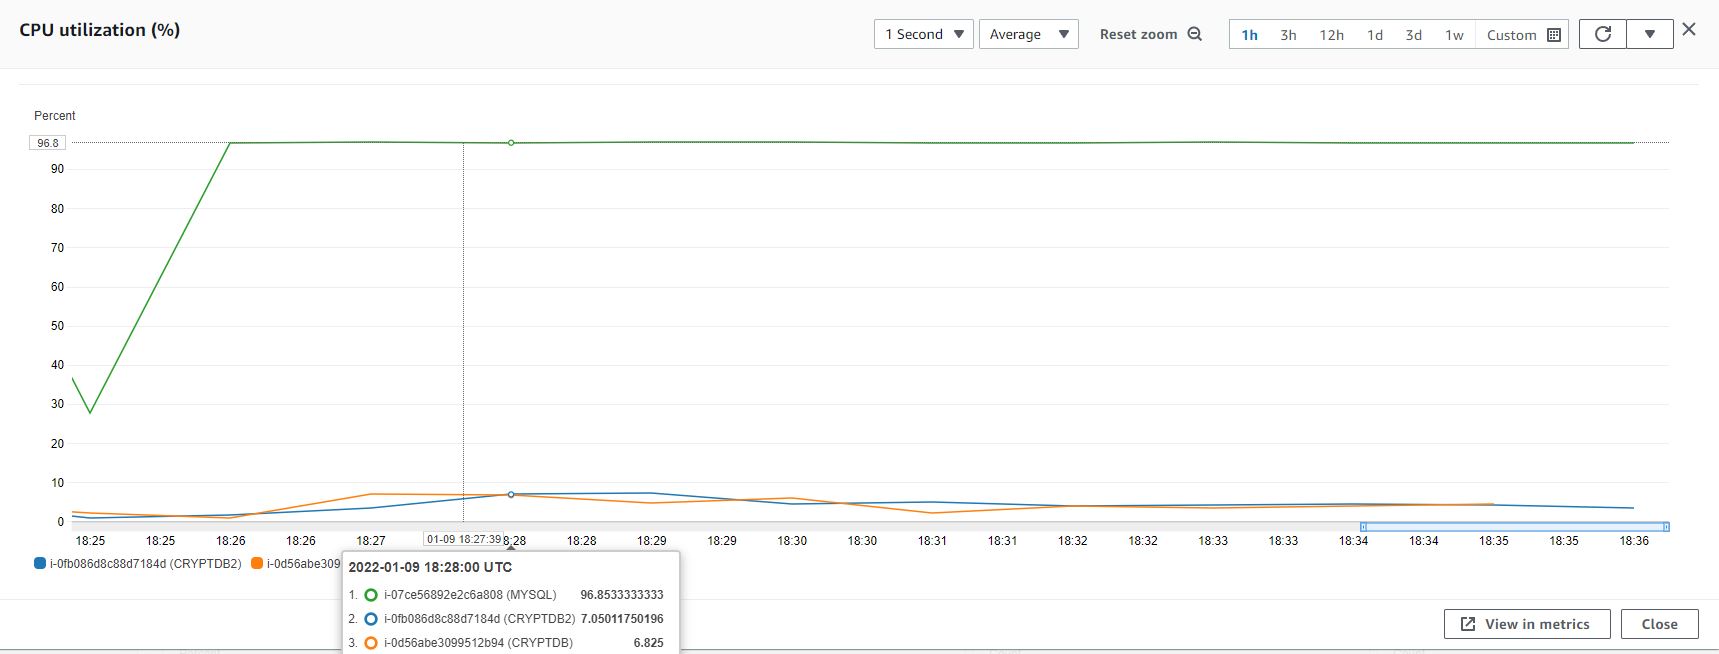 CPU utilization (%)
1 Second Average Reset zoom 1h 3h 12h 1d 3d 1w Custom
Percent
96.8
90
80
70
60
50
40
30
20
10
0
18:25 18:25 18:26 18:26 18:27 01-09 18:27:39 8:28 18:28 18:29 18:29 18:30 18:30 18:31 18:31 18:32 18:32 18:33 18:33 18:34 18:34 18:35 18:35 18:36
i-0fb086d8c88d7184d (CRYPTDB2) i-0d56abe309
2022-01-09 18:28:00 UTC
1. i-07ce56892e2c6a808 (MYSQL) 96.8533333333
2. i-0fb086d8c88d7184d (CRYPTDB2) 7.05011750196
3. i-0d56abe3099512b94 (CRYPTDB) 6.825
View in metrics Close